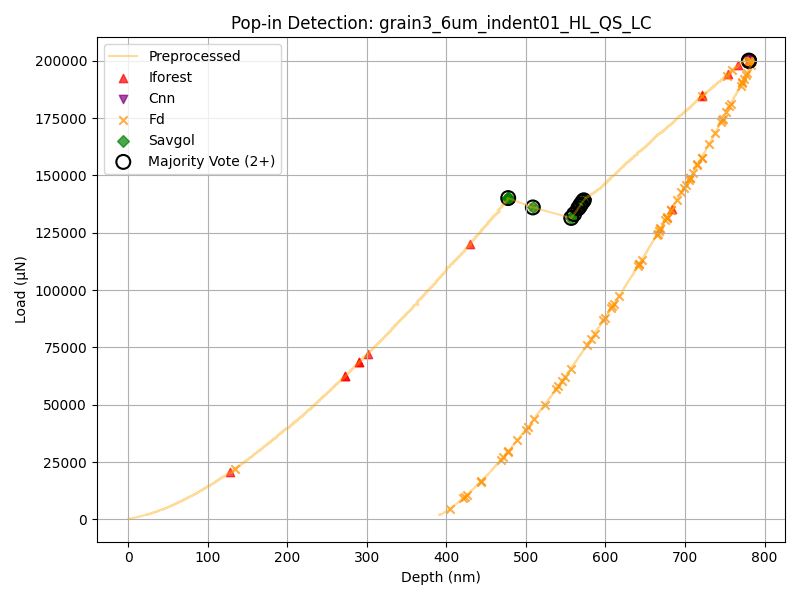 Pop-in Detection: grain3_6um_indent01_HL_QS_LC
Preprocessed
Iforest
Cnn
Fd
Savgol
Majority Vote (2+)
200000
175000
150000
125000
100000
75000
50000
25000
0
Load (μN)
0 100 200 300 400 500 600 700 800
Depth (nm)